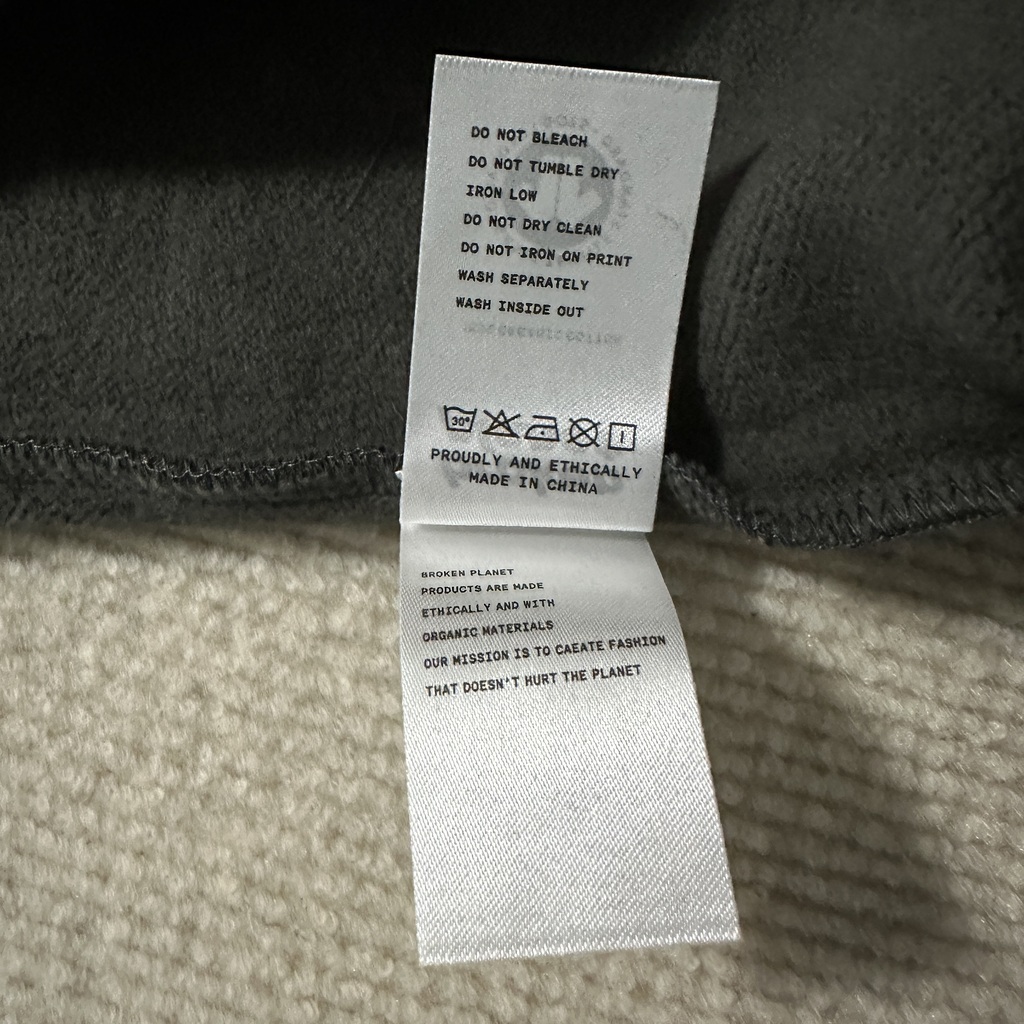 DO NOT BLEACH
DO NOT TUMBLE DRY
IRON LOW
DO NOT DRY CLEAN
DO NOT IRON ON PRINT
WASH SEPARATELY
WASH INSIDE OUT
30°
PROUDLY AND ETHICALLY
MADE IN CHINA
BROKEN PLANET
PRODUCTS ARE MADE
ETHICALLY AND WITH
ORGANIC MATERIALS
OUR MISSION IS TO CAEATE FASHION
THAT DOESN'T HURT THE PLANET